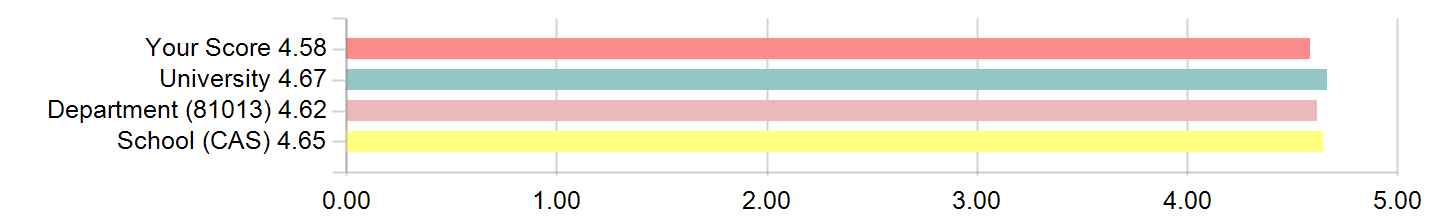 Your Score 4.58
University 4.67
Department (81013) 4.62
School (CAS) 4.65
0.00 1.00 2.00 3.00 4.00 5.00